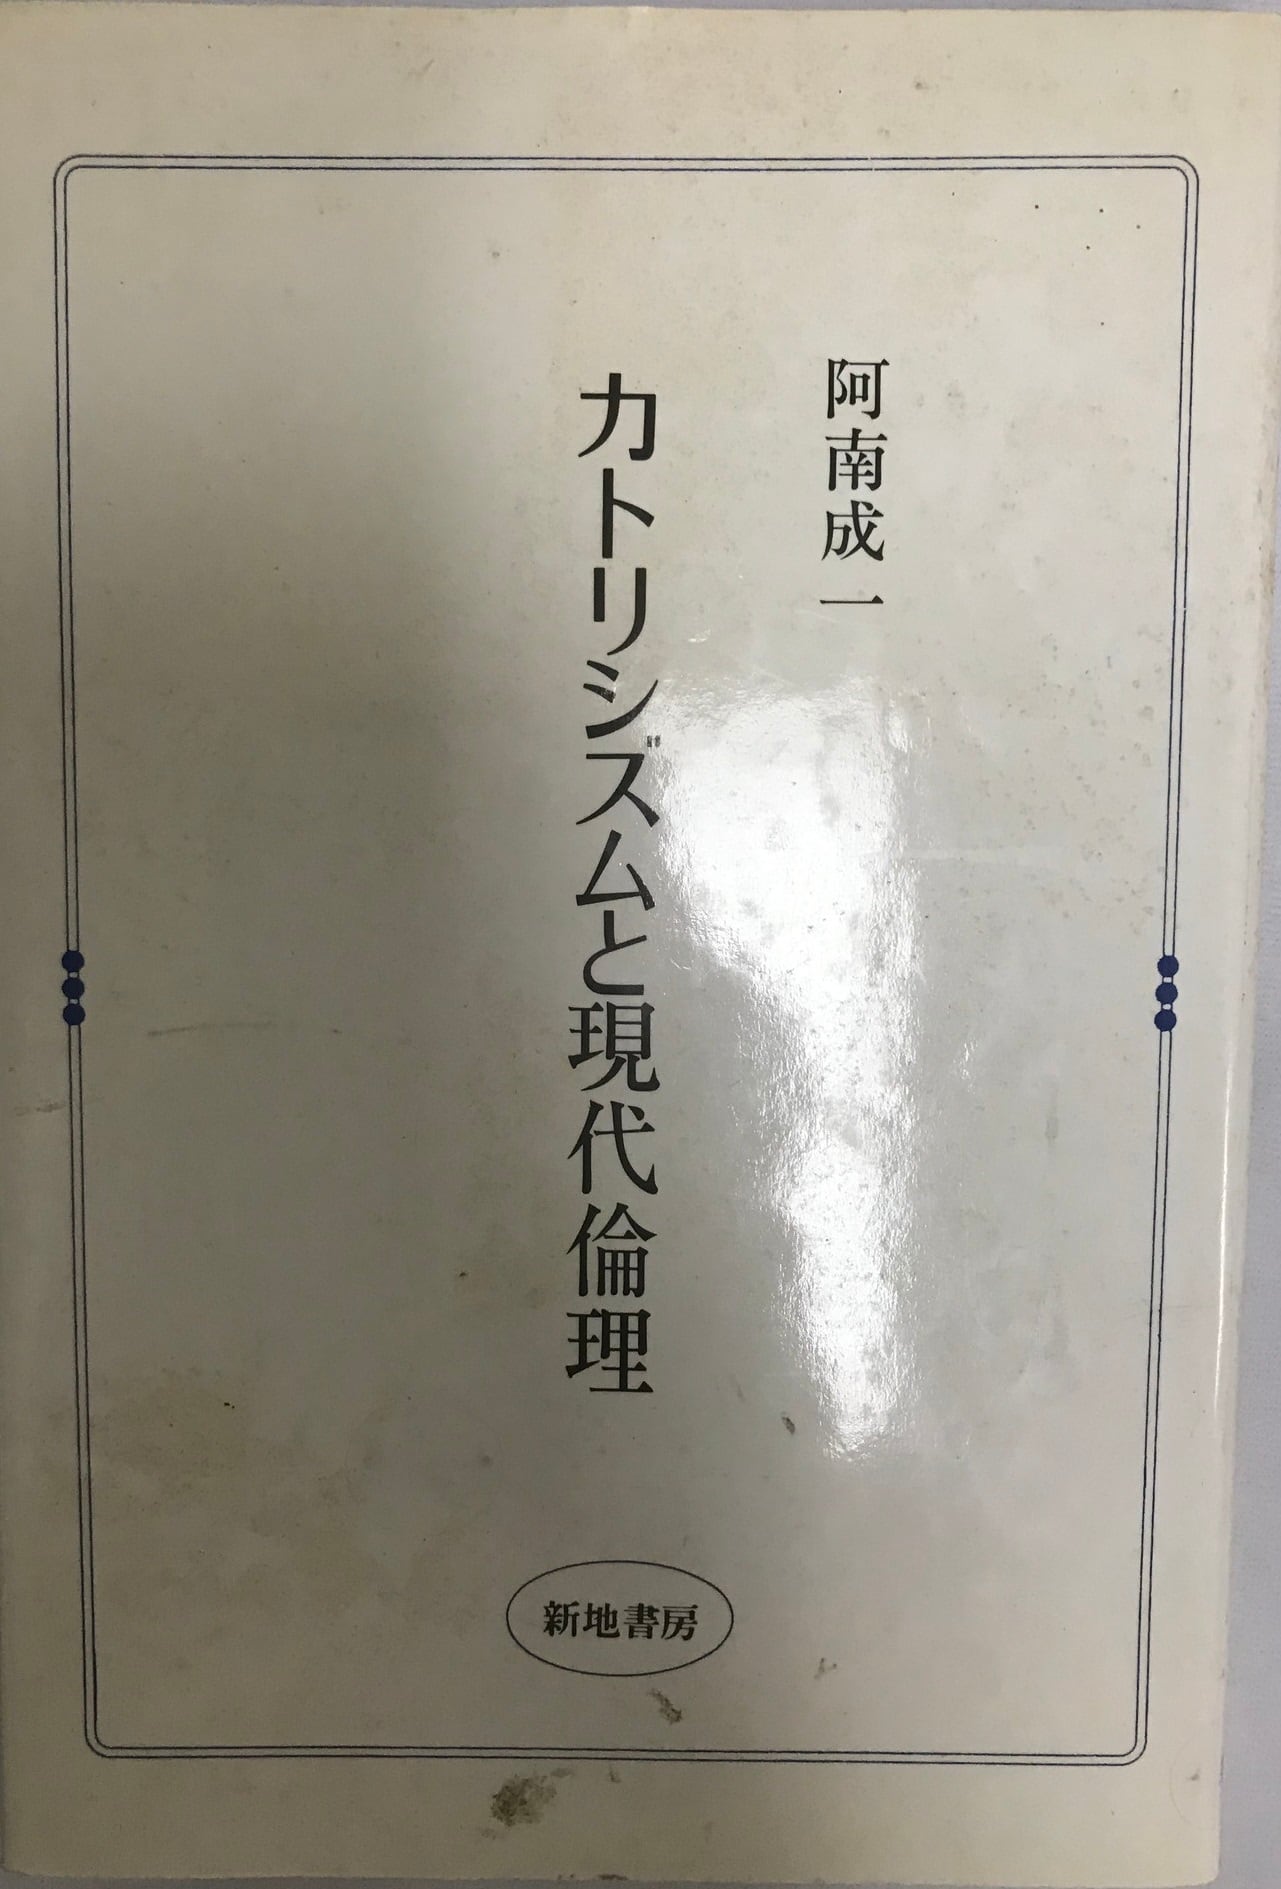 阿南成一
カトリシズムと現代倫理
新地書房